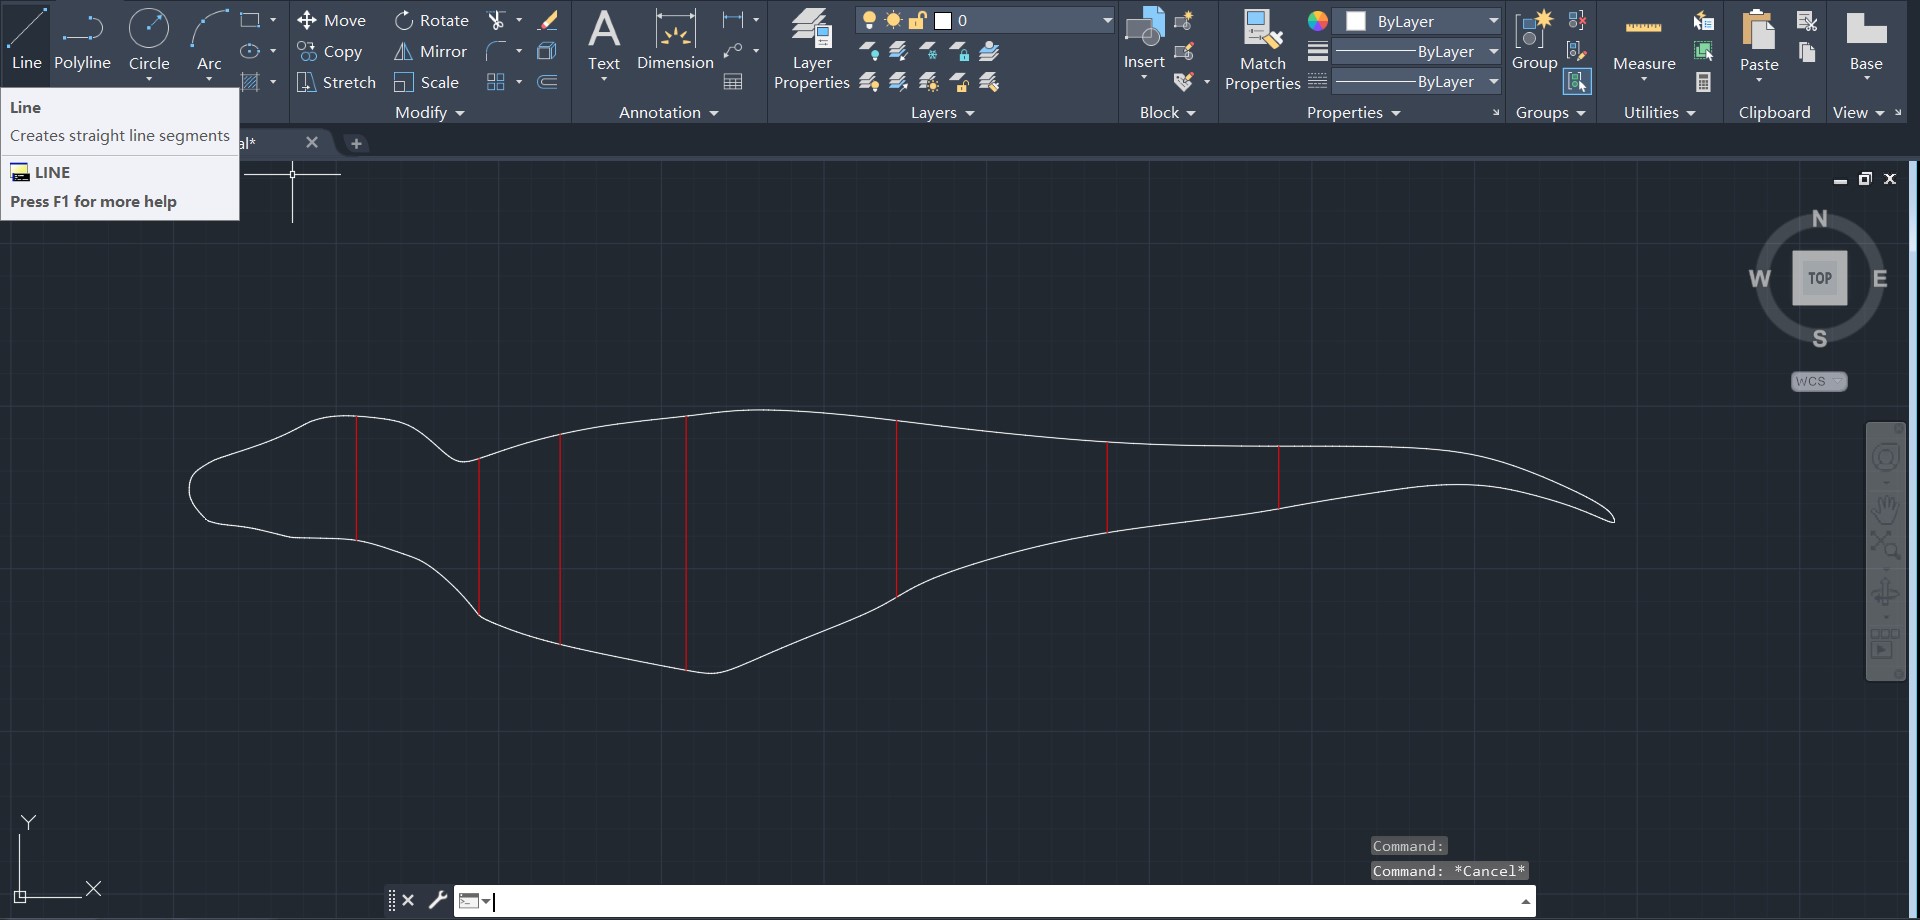 Line
Polyline
Circle
Arc
Move
Rotate
Copy
Mirror
Stretch
Scale
Modify
Text
Dimension
Annotation
Layer
Properties
0
Layers
Insert
Block
Match
Properties
ByLayer
ByLayer
ByLayer
Properties
Group
Groups
Measure
Utilities
Paste
Clipboard
Base
View
Line
Creates straight line segments
LINE
Press F1 for more help
al*
N
W
TOP
E
S
WCS
Y
X
Command:
Command: *Cancel*